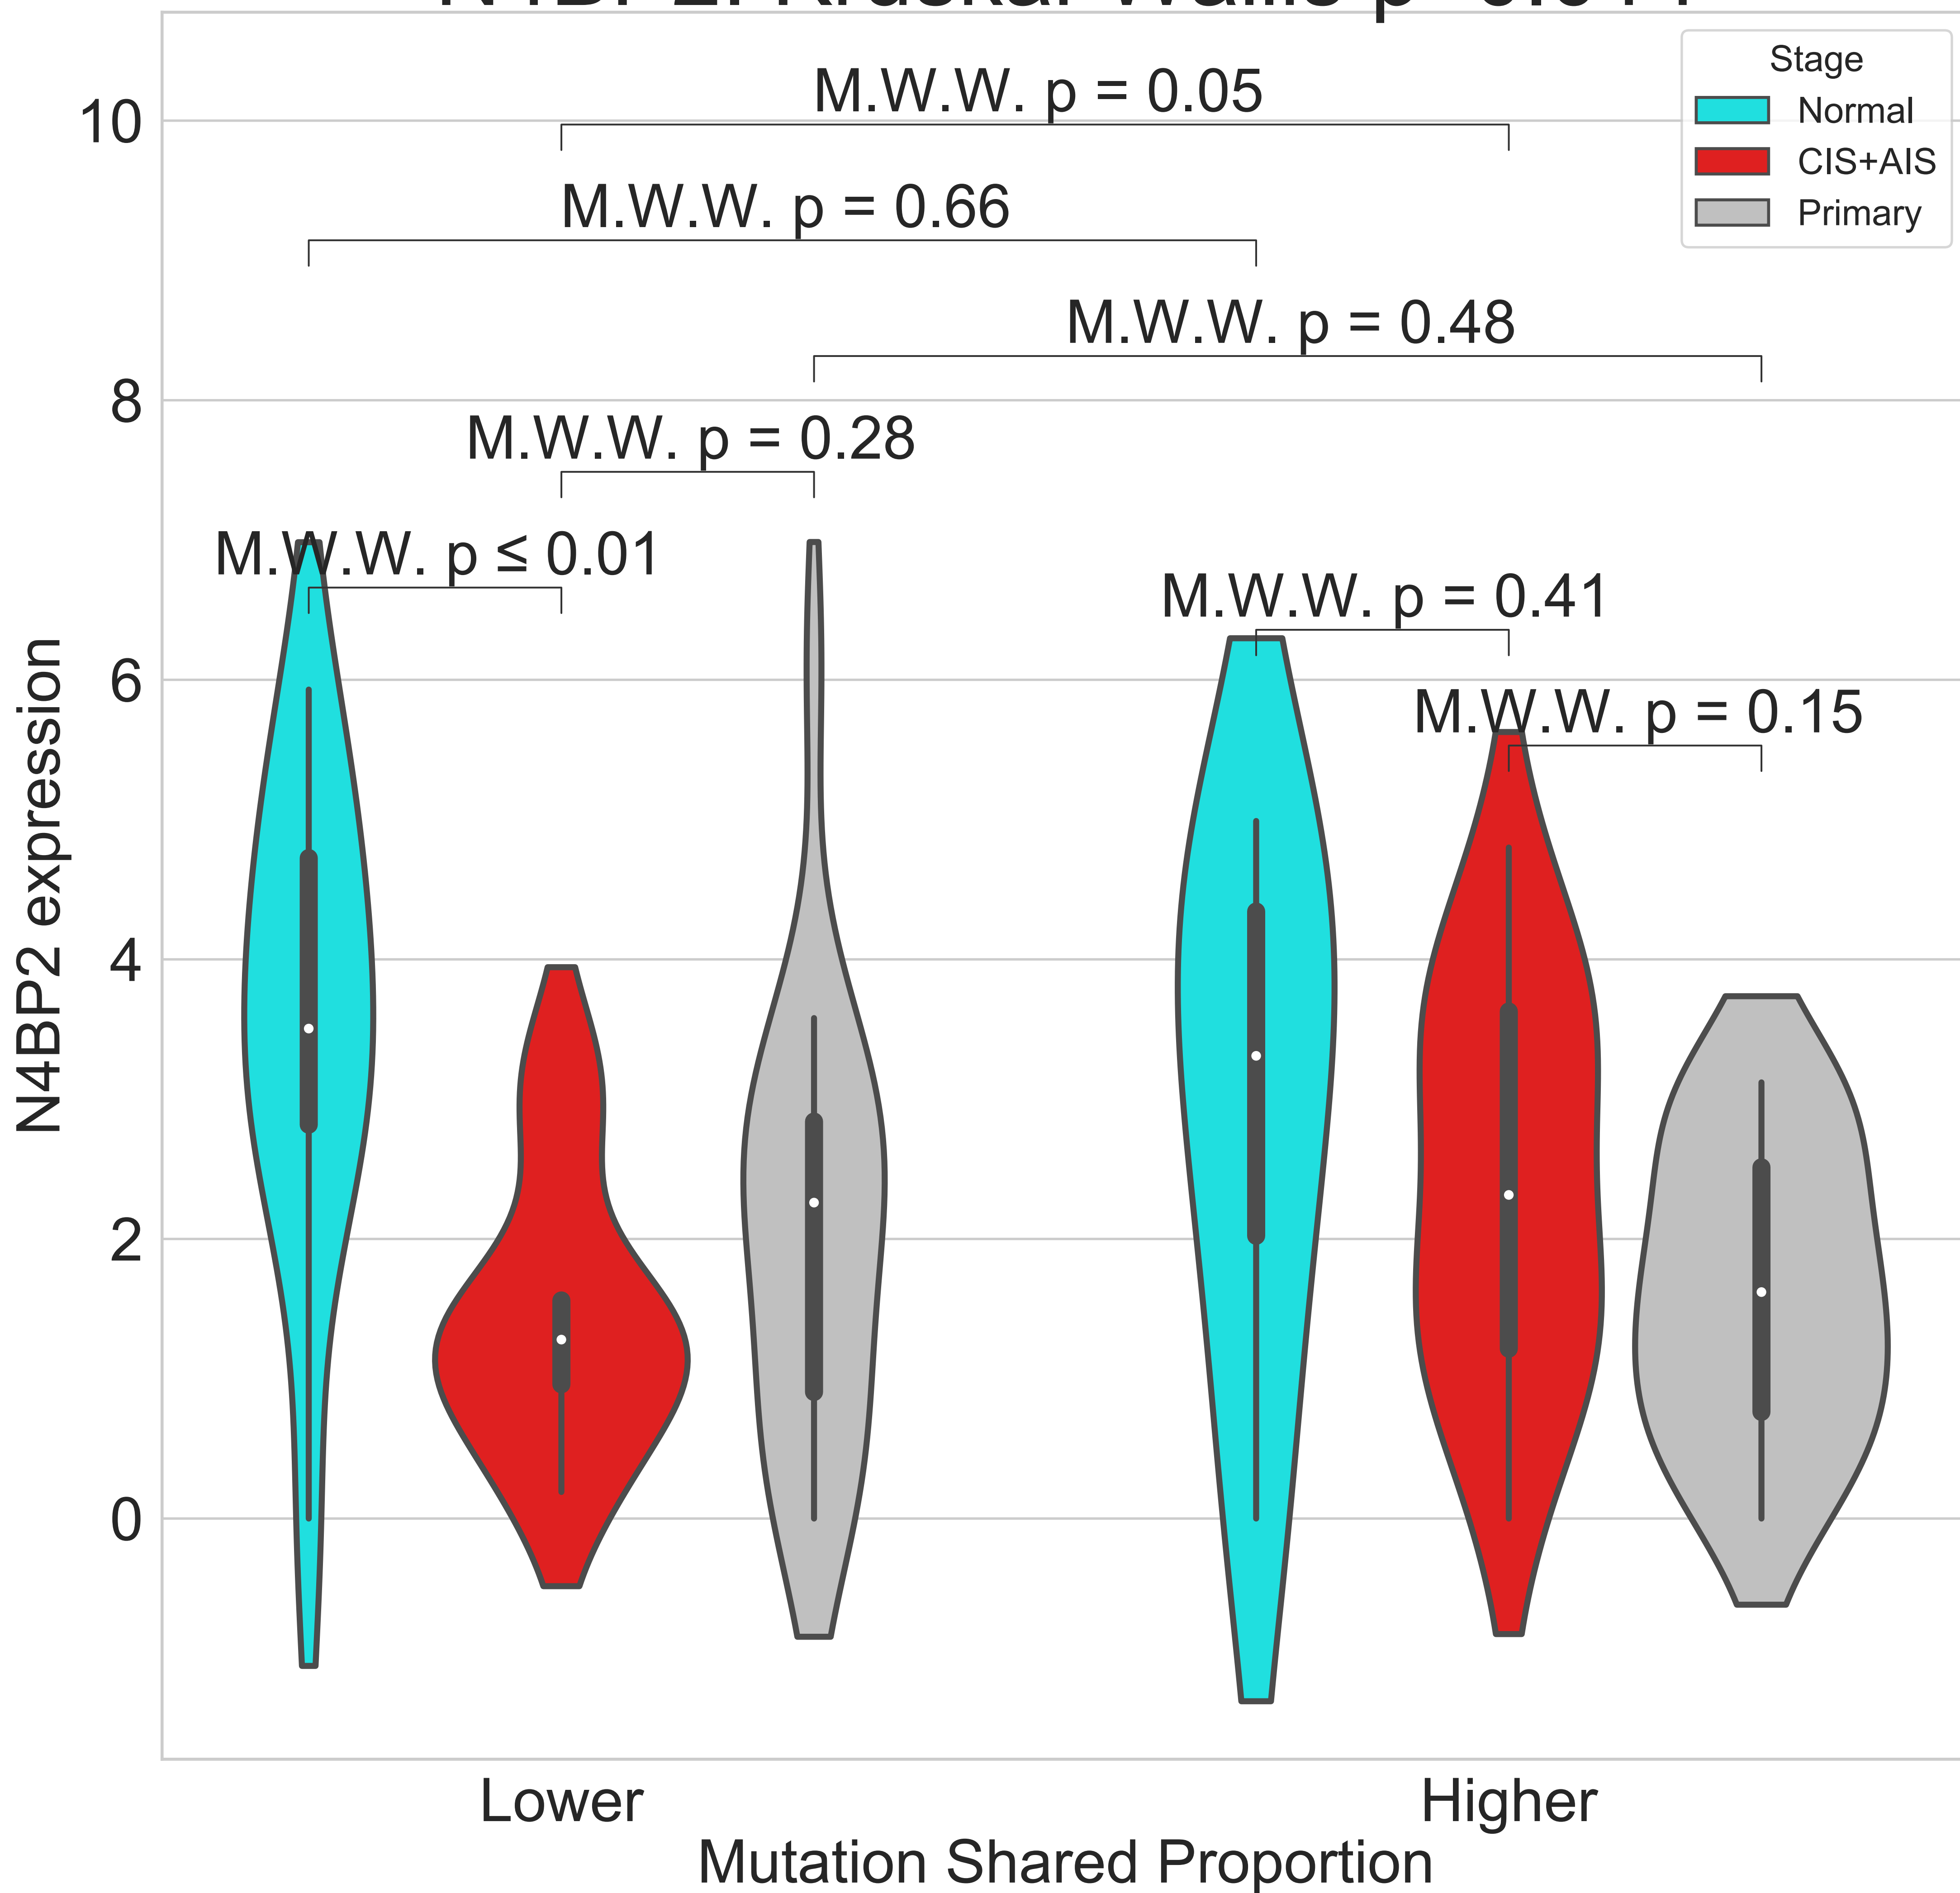 Stage
Normal
CIS+AIS
Primary
M.W.W. p = 0.05
M.W.W. p = 0.66
M.W.W. p = 0.48
M.W.W. p = 0.28
M.W.W. p ≤ 0.01
M.W.W. p = 0.41
M.W.W. p = 0.15
10
8
6
4
2
0
N4BP2 expression
Lower
Higher
Mutation Shared Proportion